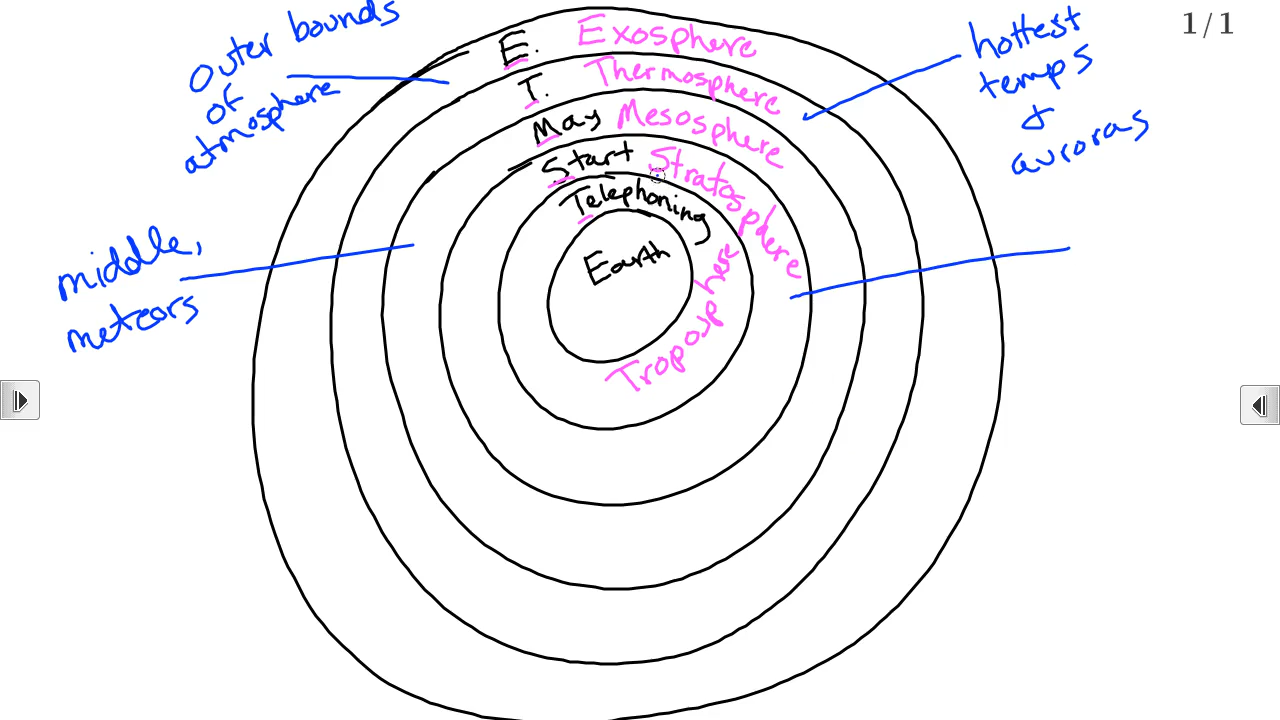 1/1
Outer bounds
of
atmosphere
E. Exosphere
T. Thermosphere
May Mesosphere
Start Stratosphere
Telephoning
Troposphere
Earth
hottest
temps
&
auroras
middle,
meteors